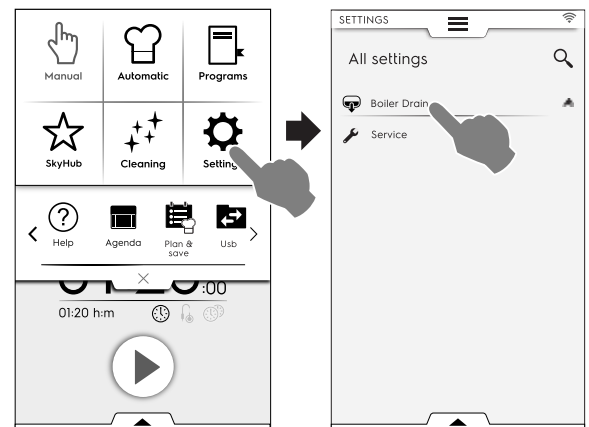 Manual
Automatic
Programs
SkyHub
Cleaning
Setting
Help
Agenda
Plan &
save
Usb
:00
01:20 h:m
SETTINGS
All settings
Boiler Drain
Service